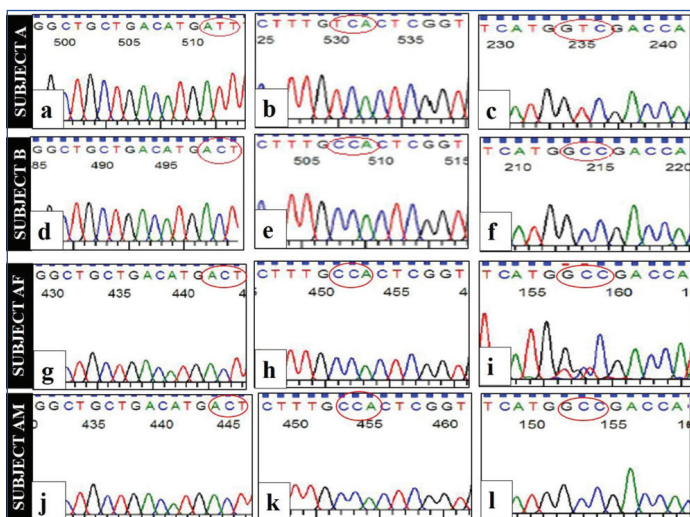 SUBJECT A
GGCTGCTGACATGATT
500 505 510
a
CTTTGTCACTCGGT
25 530 535
b
TCATGGTCGACCA
230 235 240
c
SUBJECT B
GGCTGCTGACATGACT
85 490 495
d
CTTTGCCACTCGGT
505 510 515
e
TCATGGCCGACCA
210 215 220
f
SUBJECT AF
GGCTGCTGACATGACT
430 435 440
g
CTTTGCCACTCGGT
450 455
h
TCATGGCCGACCA
155 160
i
SUBJECT AM
GGCTGCTGACATGACT
435 440 445
j
CTTTGCCACTCGGT
450 455 460
k
TCATGGCCGACCAT
150 155
l